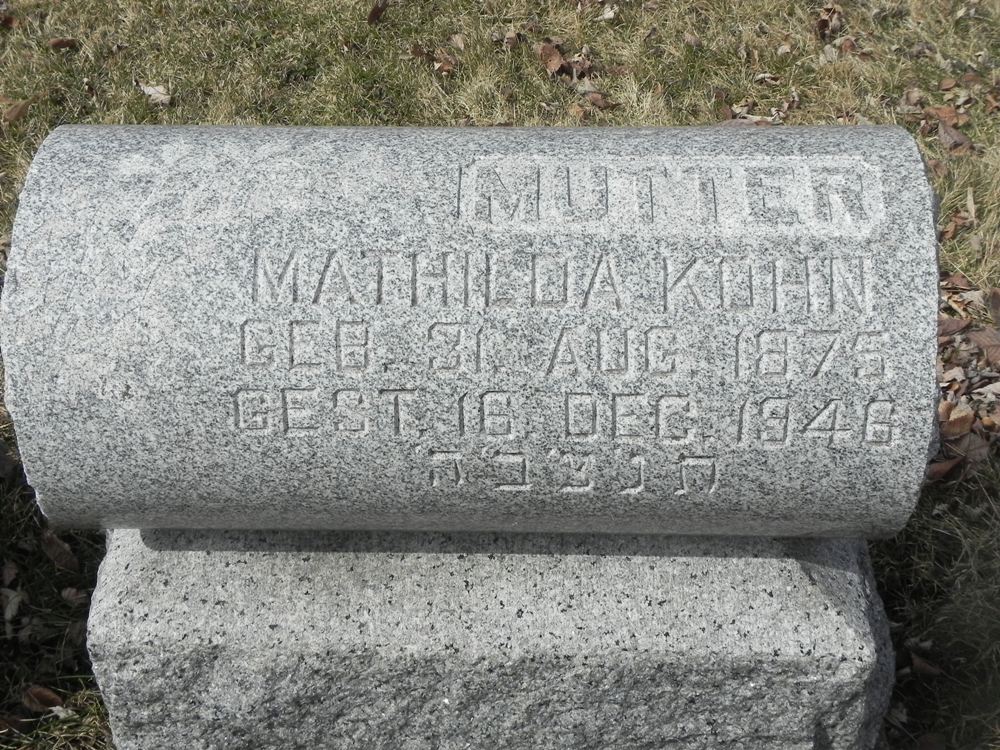 MUTTER
MATHILDA KOHN
GEB. 31. AUG. 1875
GEST. 16 DEC. 1946
ת נ צ ב ה